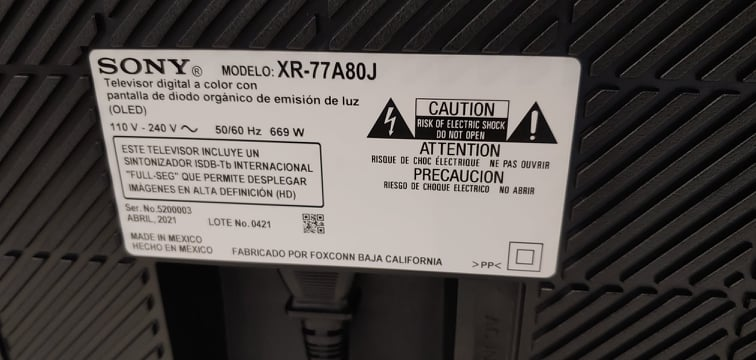 SONY® MODELO: XR-77A80J
Televisor digital a color con
pantalla de diodo orgànico de emisión de luz
(OLED)
110 V - 240 V ~ 50/60 Hz 669 W
ESTE TELEVISOR INCLUYE UN
SINTONIZADOR ISDB-Tb INTERNACIONAL
"FULL-SEG" QUE PERMITE DESPLEGAR
IMÁGENES EN ALTA DEFINICIÓN (HD)
Ser. No.5200003
ABRIL, 2021 LOTE No. 0421
MADE IN MEXICO
HECHO EN MÉXICO FABRICADO POR FOXCONN BAJA CALIFORNIA
CAUTION
RISK OF ELECTRIC SHOCK
DO NOT OPEN
ATTENTION
RISQUE DE CHOC ÉLECTRIQUE NE PAS OUVRIR
PRECAUCION
RIESGO DE CHOQUE ELECTRICO NO ABRIR
>PP<